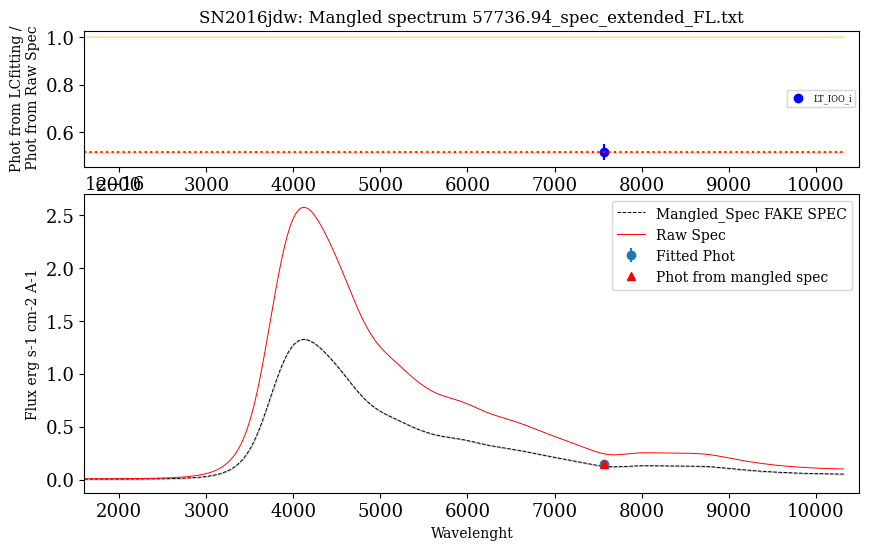 SN2016jdw: Mangled spectrum 57736.94_spec_extended_FL.txt
Phot from LCfitting /
Phot from Raw Spec
1.0
0.8
0.6
LT_IOO_i
2000 3000 4000 5000 6000 7000 8000 9000 10000
1e−16
Flux erg s-1 cm-2 A-1
2.5
2.0
1.5
1.0
0.5
0.0
Mangled_Spec FAKE SPEC
Raw Spec
Fitted Phot
Phot from mangled spec
2000 3000 4000 5000 6000 7000 8000 9000 10000
Wavelenght